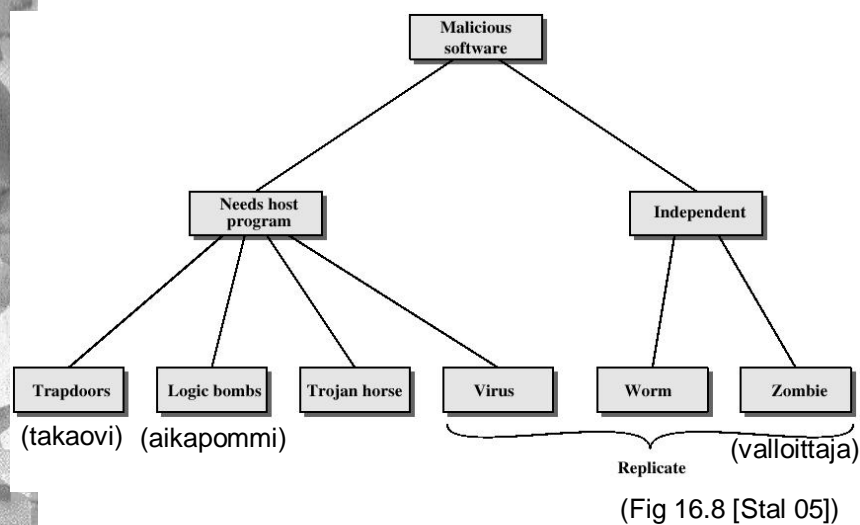 Malicious
software
Needs host
program
Independent
Trapdoors
Logic bombs
Trojan horse
Virus
Worm
Zombie
(takaovi)
(aikapommi)
(valloittaja)
Replicate
(Fig 16.8 [Stal 05])